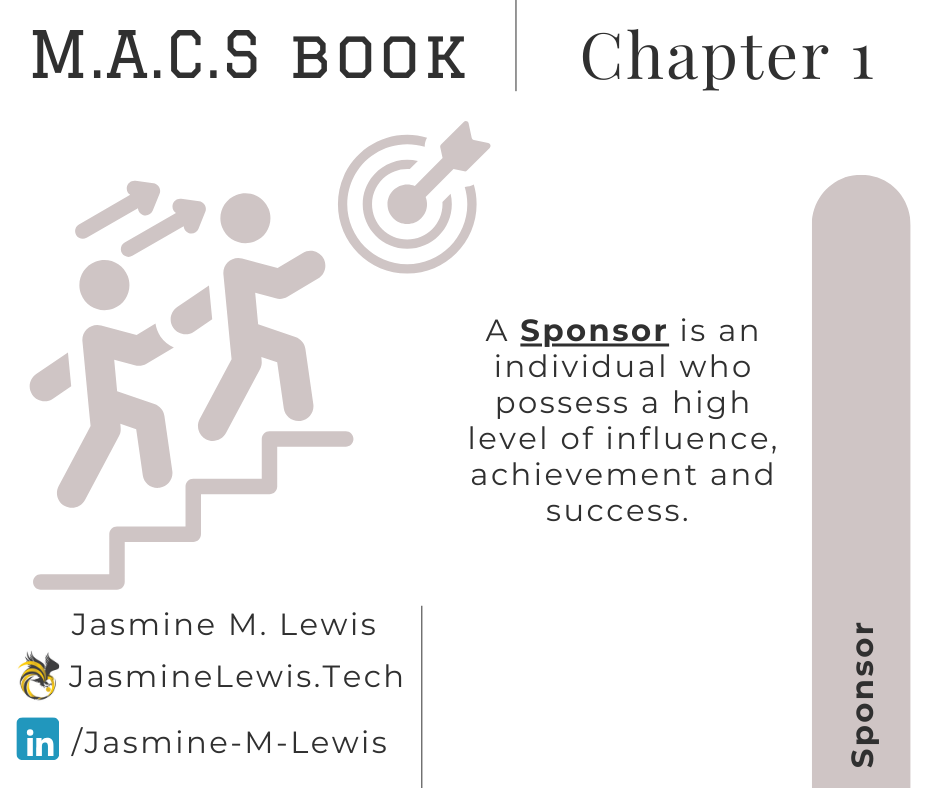 M.A.C.S BOOK
Chapter 1
A Sponsor is an
individual who
possess a high
level of influence,
achievement and
success.
Jasmine M. Lewis
JasmineLewis.Tech
in /Jasmine-M-Lewis
Sponsor